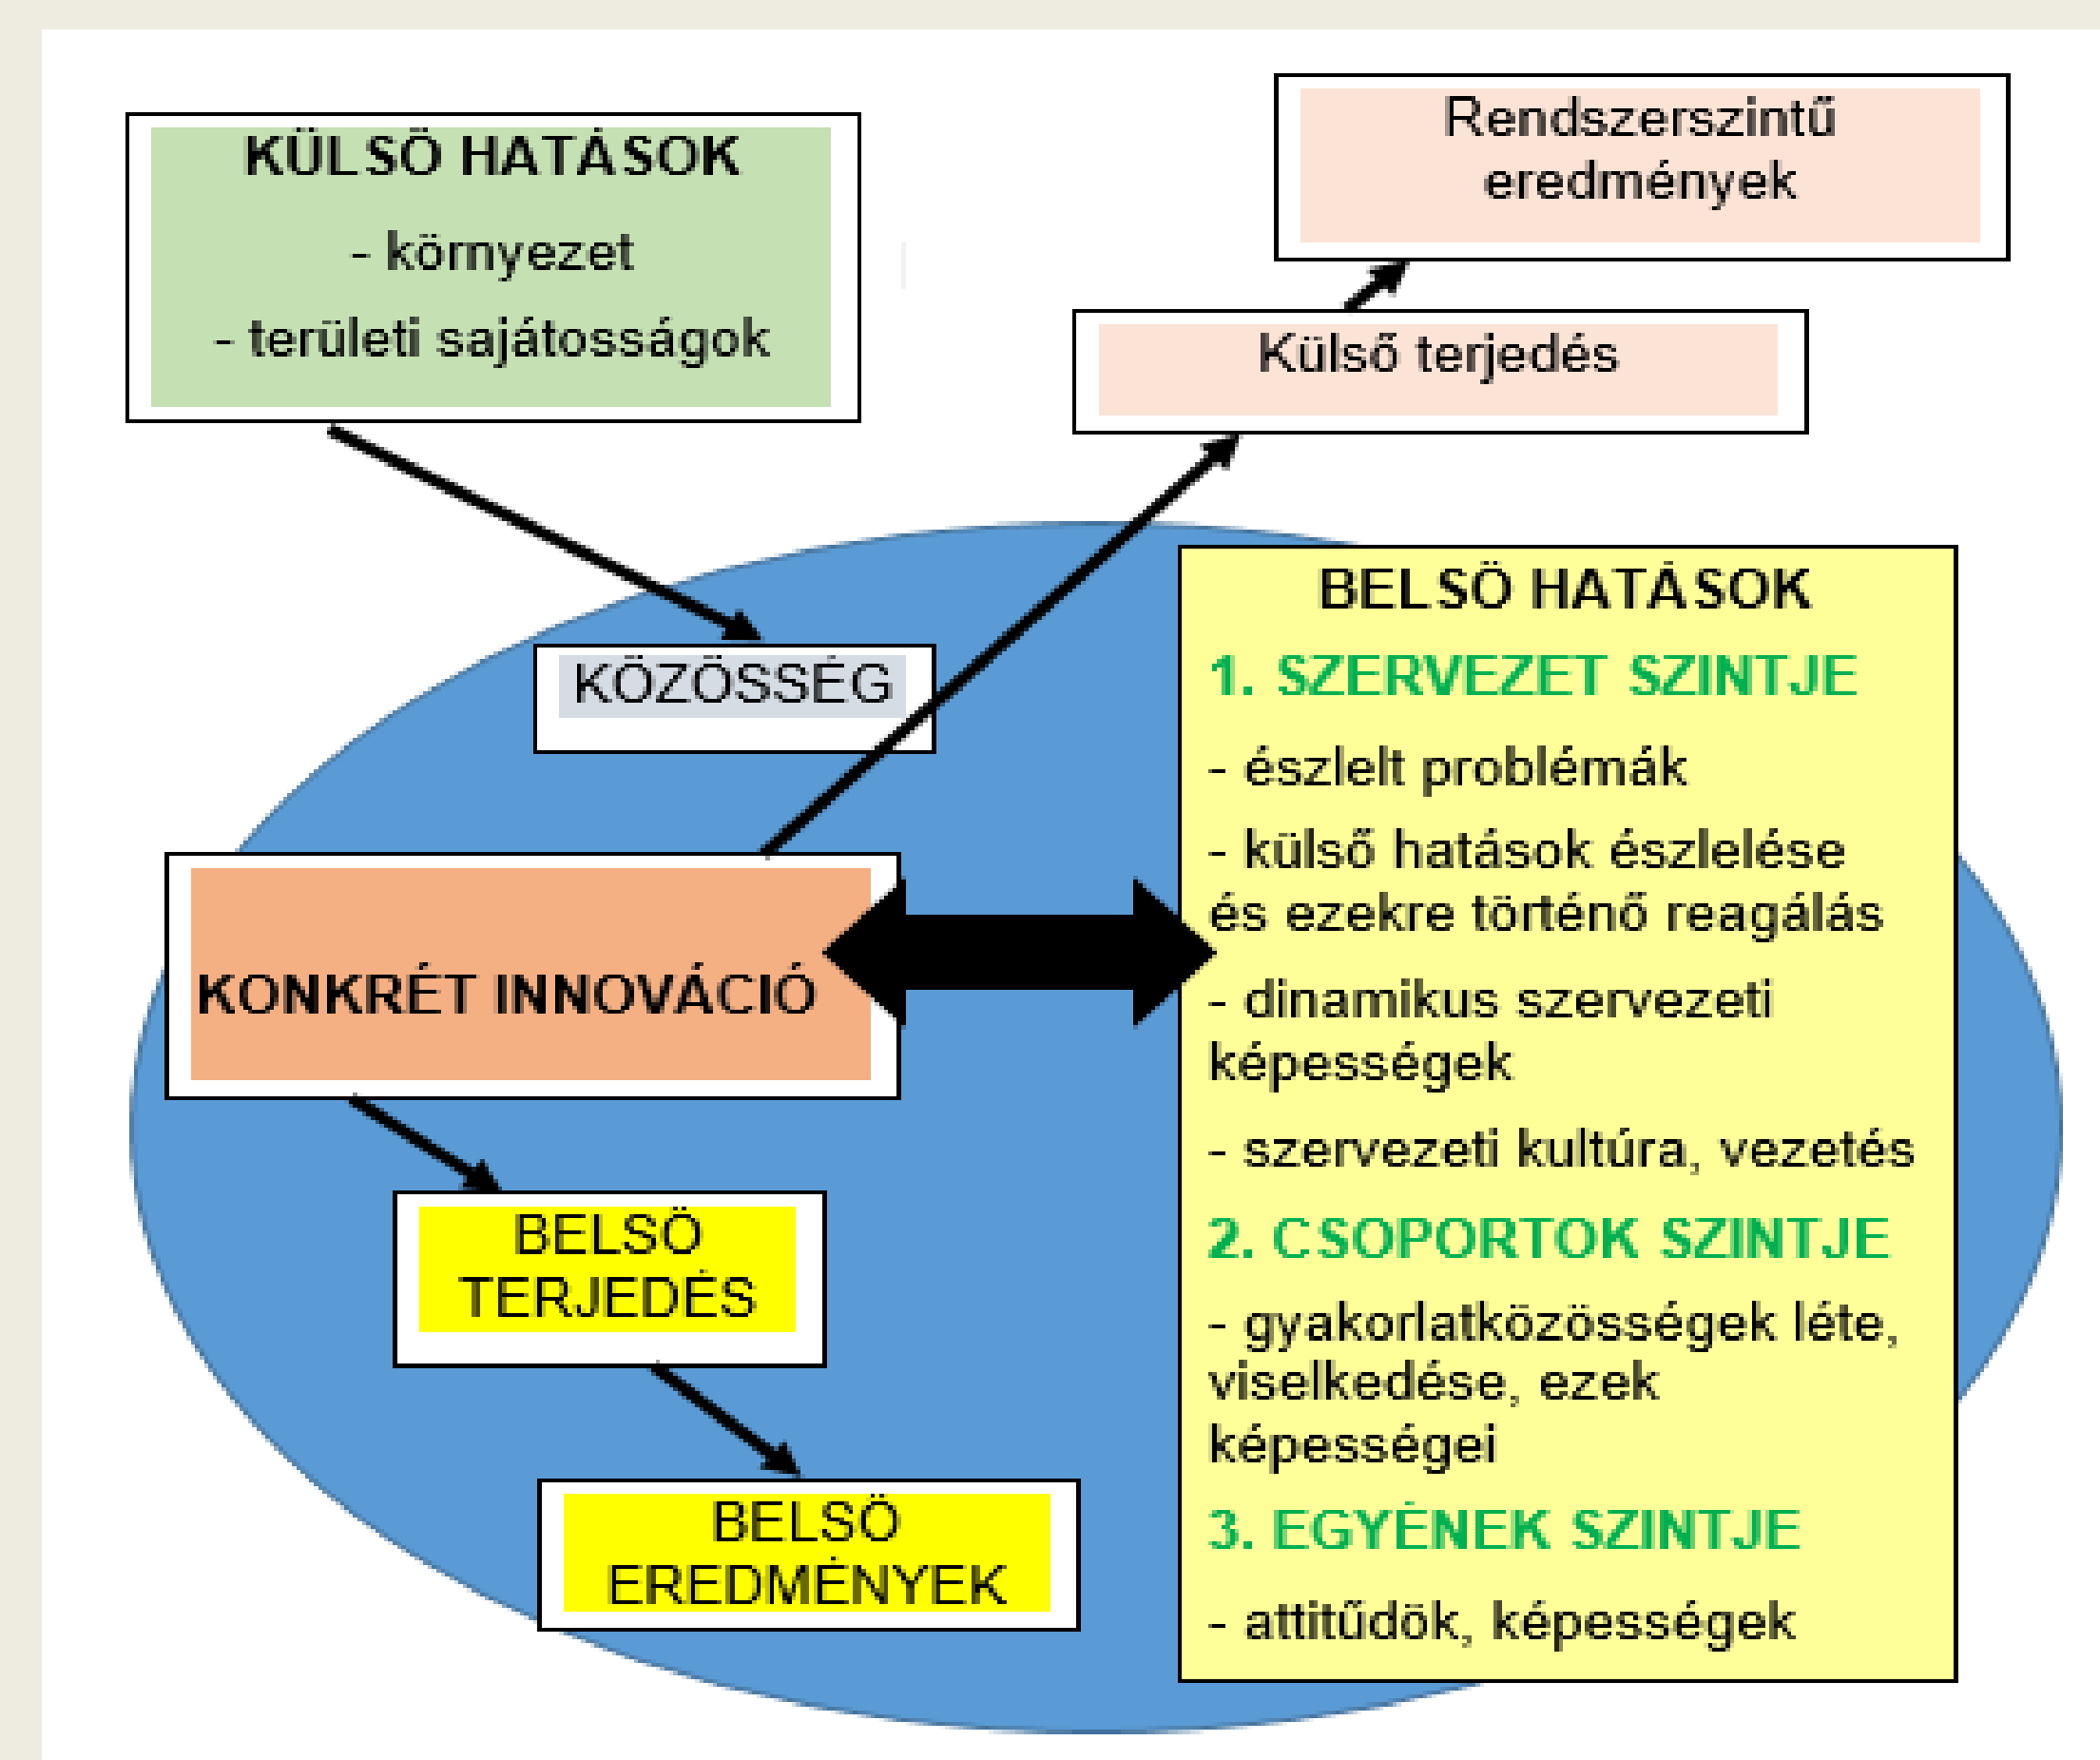 KÜLSŐ HATÁSOK
- környezet
- területi sajátosságok
Rendszerszintű
eredmények
Külső terjedés
KÖZÖSSÉG
KONKRÉT INNOVÁCIÓ
BELSŐ
TERJEDÉS
BELSŐ
EREDMÉNYEK
BELSŐ HATÁSOK
1. SZERVEZET SZINTJE
- észlelt problémák
- külső hatások észlelése
és ezekre történő reagálás
- dinamikus szervezeti
képességek
- szervezeti kultúra, vezetés
2. CSOPORTOK SZINTJE
- gyakorlatközösségek léte,
viselkedése, ezek
képességei
3. EGYÉNEK SZINTJE
- attitűdök, képességek